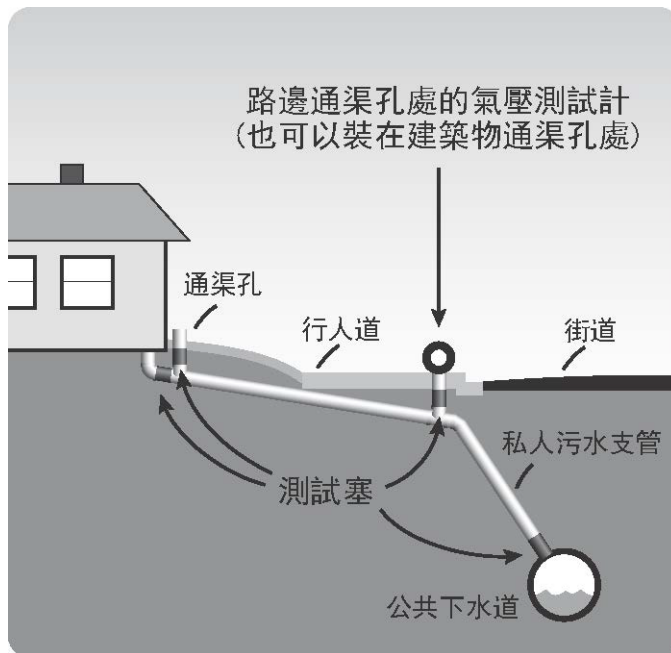 路邊通渠孔處的氣壓測試計
(也可以裝在建築物通渠孔處)
通渠孔
行人道
街道
私人污水支管
測試塞
公共下水道